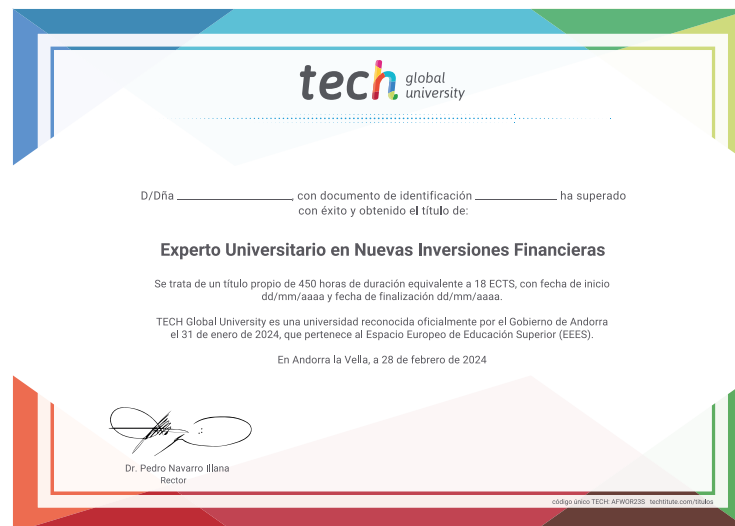 tech global university
D/Dña ______________________, con documento de identificación ________________ ha superado
con éxito y obtenido el título de:
Experto Universitario en Nuevas Inversiones Financieras
Se trata de un título propio de 450 horas de duración equivalente a 18 ECTS, con fecha de inicio
dd/mm/aaaa y fecha de finalización dd/mm/aaaa.
TECH Global University es una universidad reconocida oficialmente por el Gobierno de Andorra
el 31 de enero de 2024, que pertenece al Espacio Europeo de Educación Superior (EEES).
En Andorra la Vella, a 28 de febrero de 2024
Dr. Pedro Navarro Illana
Rector
código único TECH: AFWOR23S techtitute.com/titulos